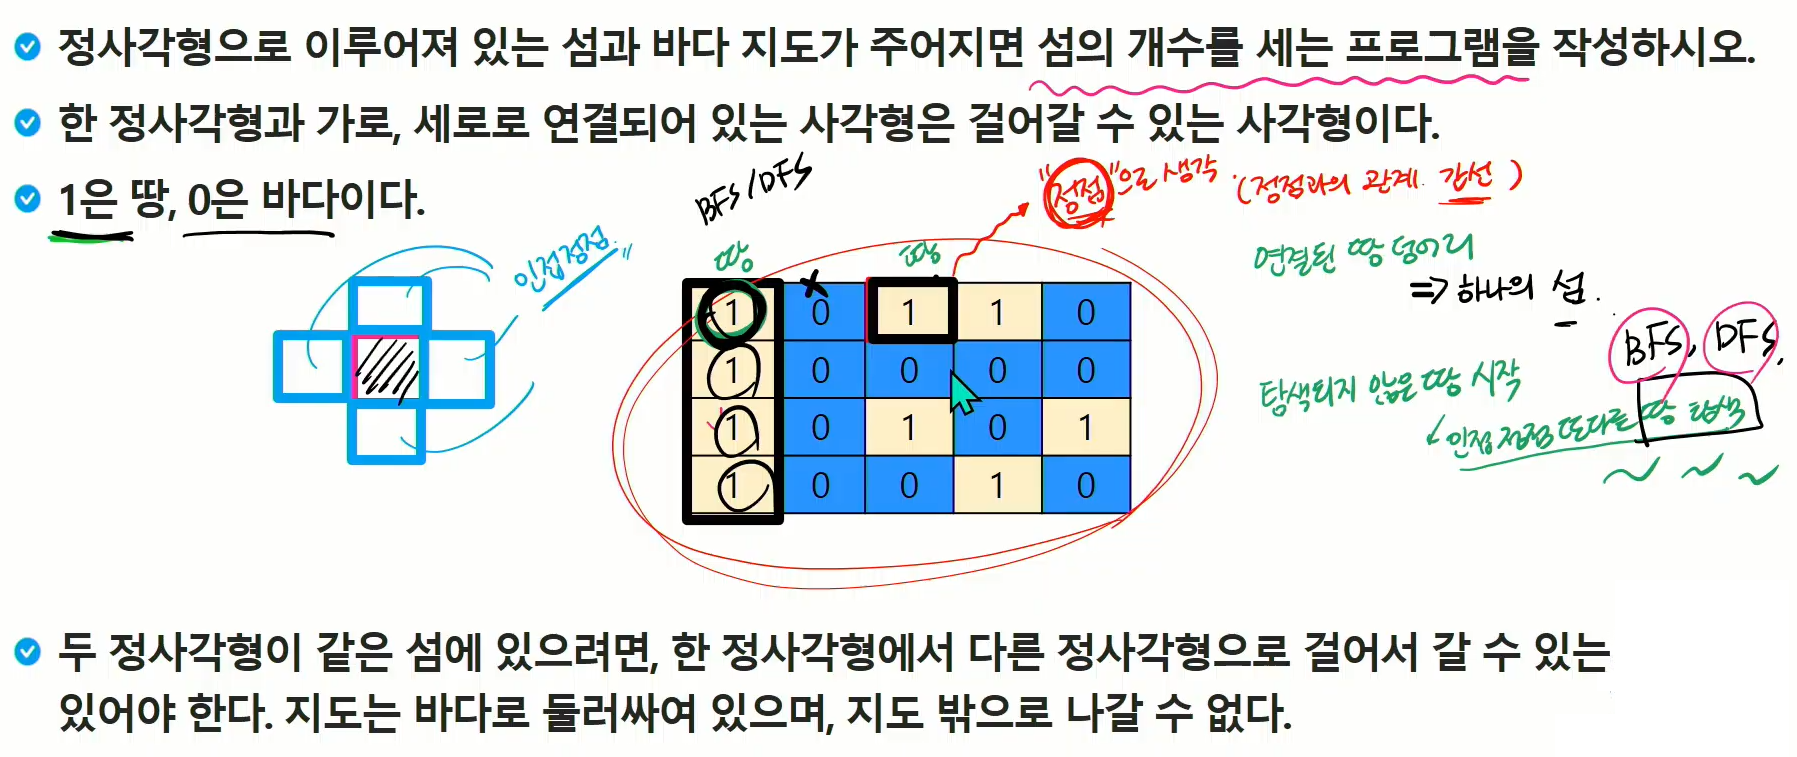 정사각형으로 이루어져 있는 섬과 바다 지도가 주어지면 섬의 개수를 세는 프로그램을 작성하시오.
한 정사각형과 가로, 세로로 연결되어 있는 사각형은 걸어갈 수 있는 사각형이다.
1은 땅, 0은 바다이다.
BFS/DFS
"정점"으로 생각 (정점과의 관계 간선)
인접정점"
땅 땅
연결된 땅 덩어리
=> 하나의 섬.
1 0 1 1 0
BFS, DFS,
1 0 0 0 0
탐색되지 않은 땅 시작
1 0 1 0 1
인접 정점 또다른 땅 탐색
1 0 0 1 0
두 정사각형이 같은 섬에 있으려면, 한 정사각형에서 다른 정사각형으로 걸어서 갈 수 있는
있어야 한다. 지도는 바다로 둘러싸여 있으며, 지도 밖으로 나갈 수 없다.